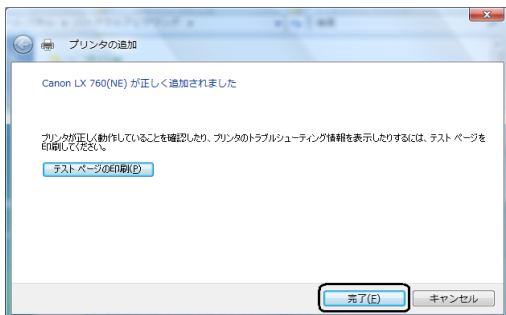 プリンタの追加
Canon LX 760(NE) が正しく追加されました
プリンタが正しく動作していることを確認したり、プリンタのトラブルシューティング情報を表示したりするには、テスト ページを
印刷してください。
テスト ページの印刷(P)
完了(F)
キャンセル